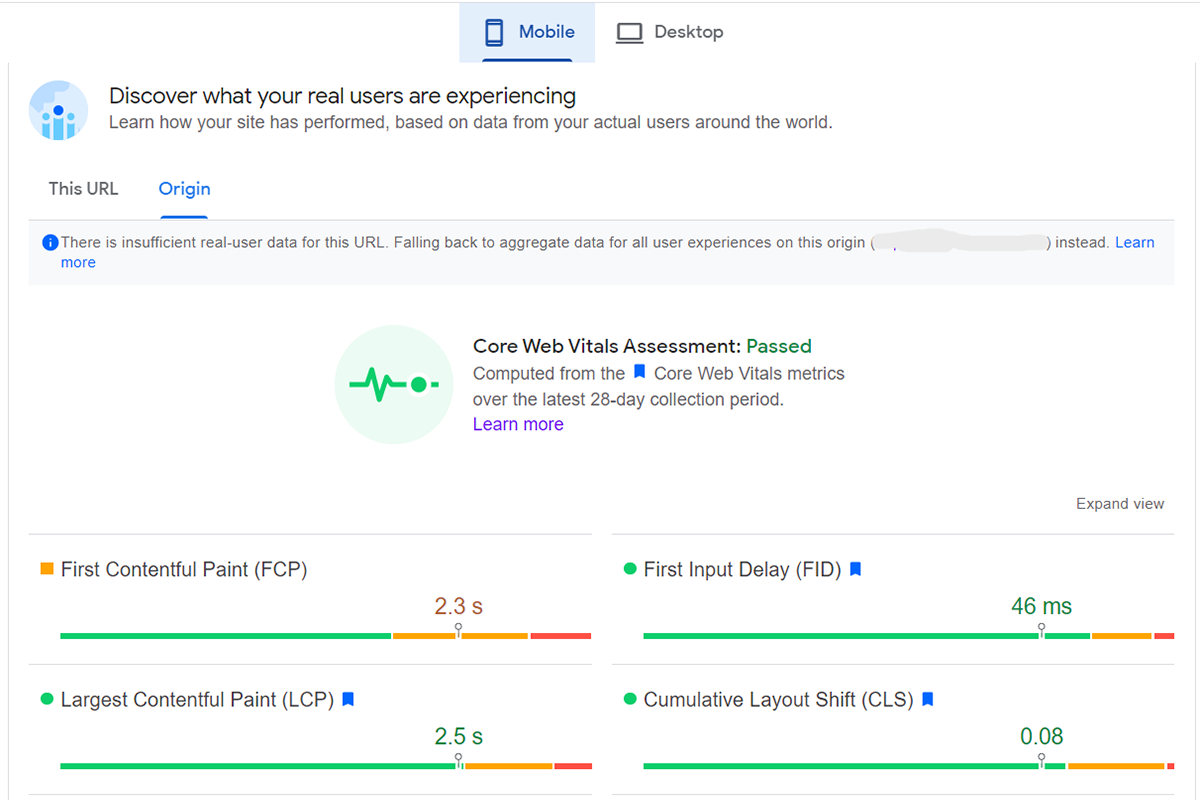 Mobile
Desktop
Discover what your real users are experiencing
Learn how your site has performed, based on data from your actual users around the world.
This URL
Origin
There is insufficient real-user data for this URL. Falling back to aggregate data for all user experiences on this origin ( ) instead. Learn
more
Core Web Vitals Assessment: Passed
Computed from the Core Web Vitals metrics
over the latest 28-day collection period.
Learn more
Expand view
First Contentful Paint (FCP)
2.3 s
First Input Delay (FID)
46 ms
Largest Contentful Paint (LCP)
2.5 s
Cumulative Layout Shift (CLS)
0.08